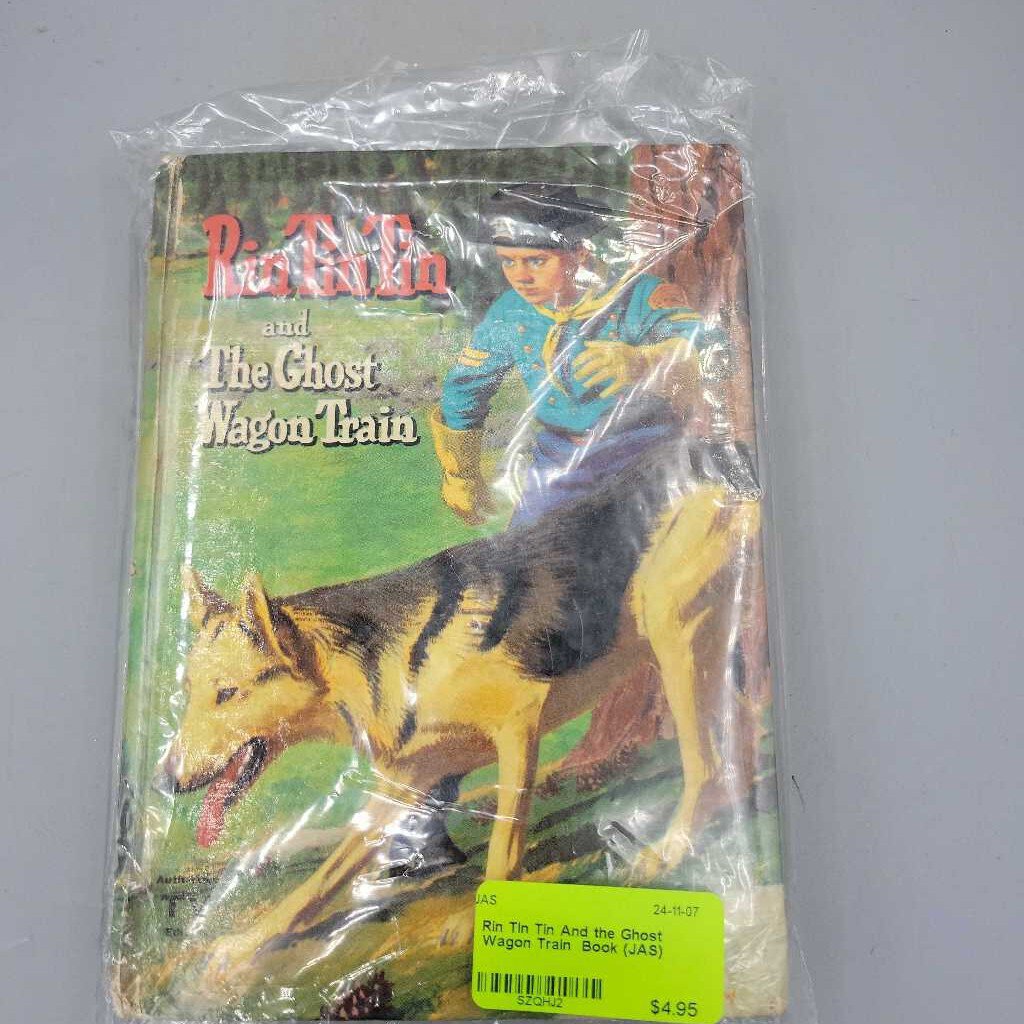 Rin Tin Tin
and
The Ghost
Wagon Train
JAS
24-11-07
Rin Tin Tin And the Ghost
Wagon Train Book (JAS)
SZQHJ2
$4.95